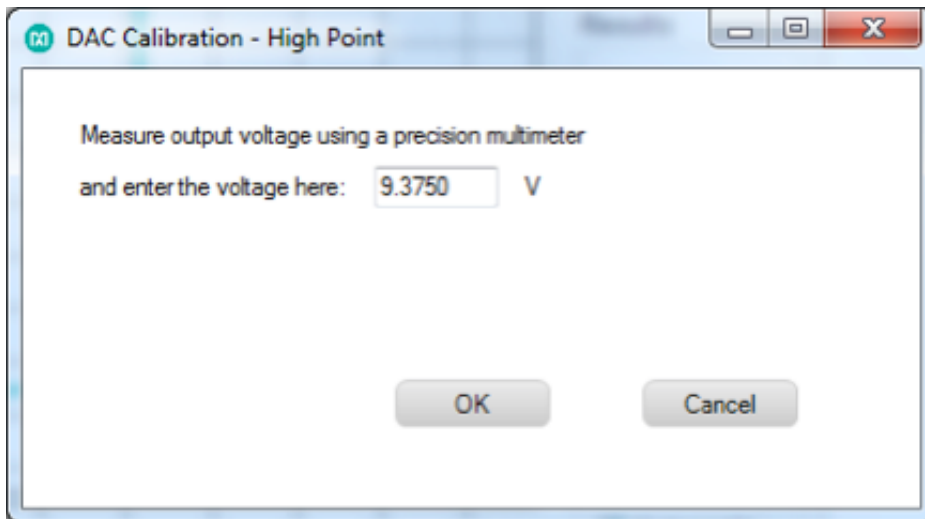 DAC Calibration - High Point
Measure output voltage using a precision multimeter
and enter the voltage here: 9.3750 V
OK Cancel